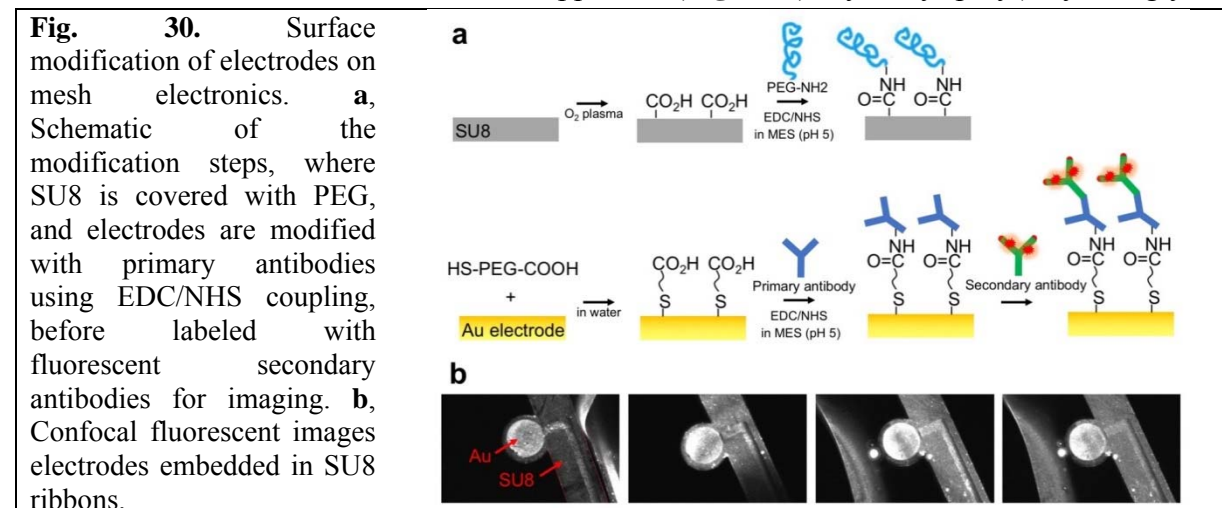 Fig. 30. Surface
modification of electrodes on
mesh electronics. a,
Schematic of the
modification steps, where
SU8 is covered with PEG,
and electrodes are modified
with primary antibodies
using EDC/NHS coupling,
before labeled with
fluorescent secondary
antibodies for imaging. b,
Confocal fluorescent images
electrodes embedded in SU8
ribbons.
a
SU8
O₂ plasma
CO₂H CO₂H
PEG-NH2
EDC/NHS
in MES (pH 5)
NH NH
O=C O=C
HS-PEG-COOH
+
Au electrode
in water
CO₂H CO₂H
S S
Primary antibody
EDC/NHS
in MES (pH 5)
NH NH
O=C O=C
S S
Secondary antibody
NH NH
O=C O=C
S S
b
Au
SU8